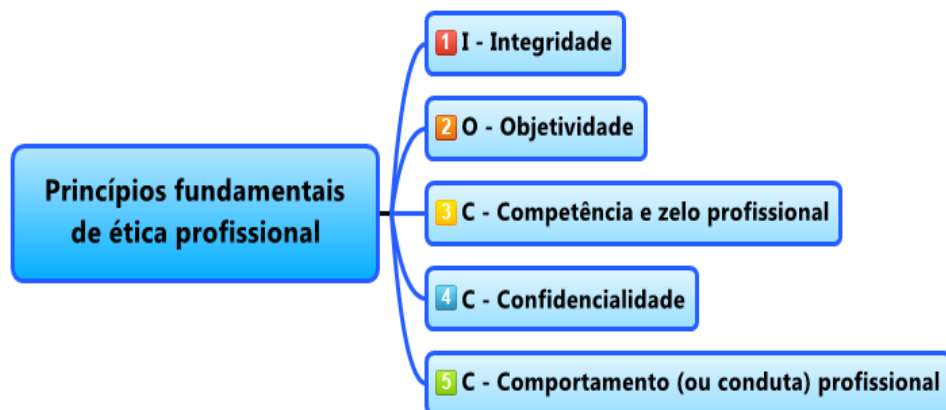 Princípios fundamentais
de ética profissional
1 I - Integridade
2 O - Objetividade
3 C - Competência e zelo profissional
4 C - Confidencialidade
5 C - Comportamento (ou conduta) profissional